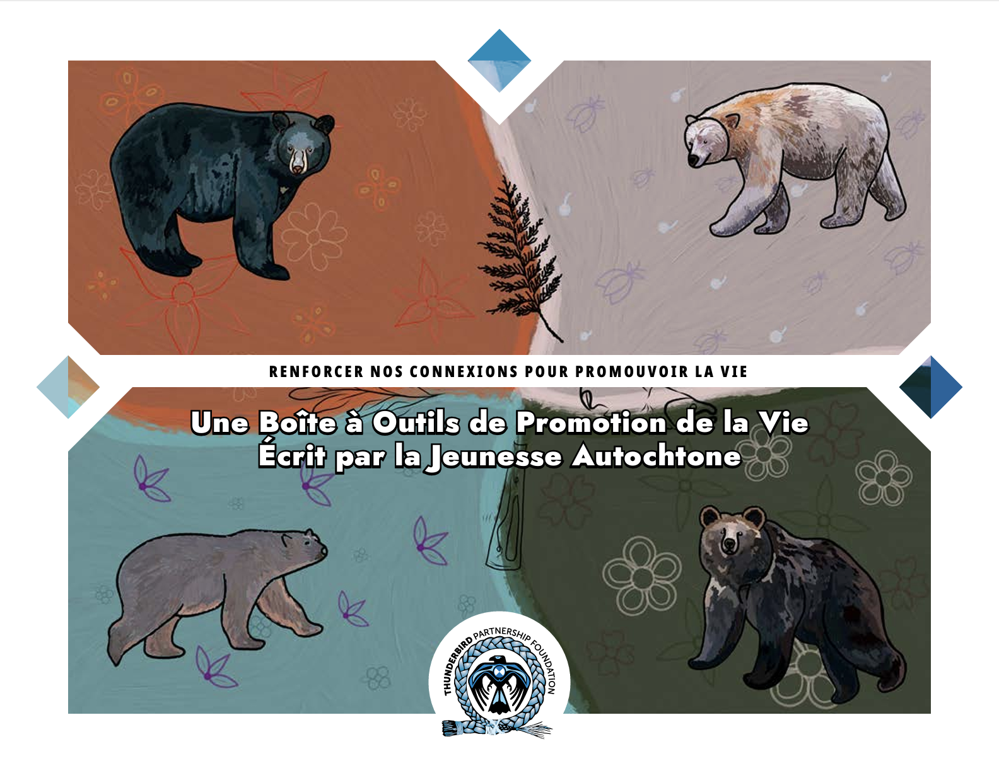 RENFORCER NOS CONNEXIONS POUR PROMOUVOIR LA VIE
Une Boîte à Outils de Promotion de la Vie
Écrit par la Jeunesse Autochtone
THUNDERBIRD PARTNERSHIP FOUNDATION